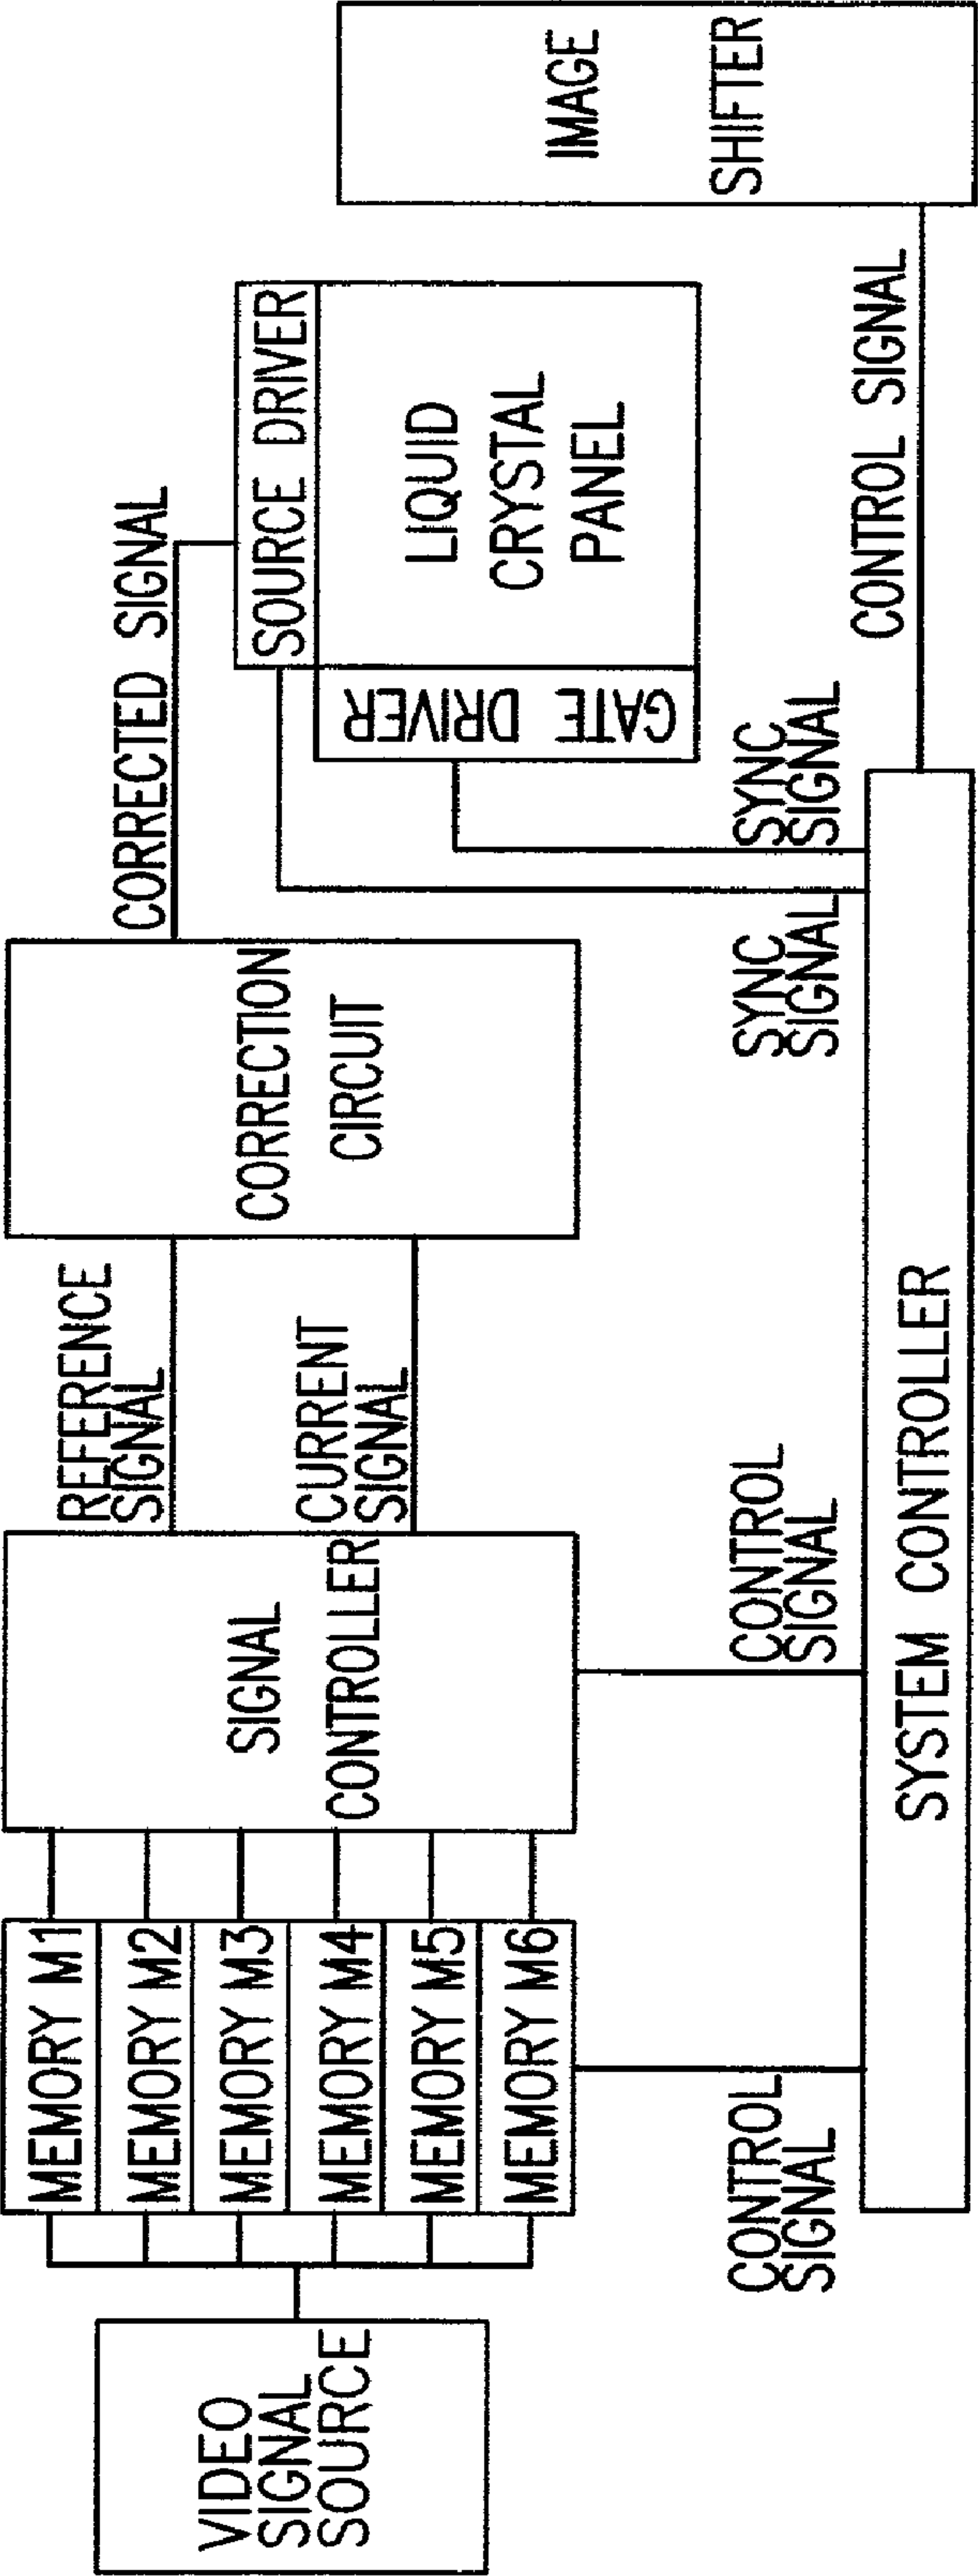 VIDEO
SIGNAL
SOURCE
MEMORY M1
MEMORY M2
MEMORY M3
MEMORY M4
MEMORY M5
MEMORY M6
SIGNAL
CONTROLLER
REFERENCE
SIGNAL
CURRENT
SIGNAL
CORRECTION
CIRCUIT
CORRECTED SIGNAL
SOURCE DRIVER
GATE DRIVER
LIQUID
CRYSTAL
PANEL
IMAGE
SHIFTER
CONTROL
SIGNAL
CONTROL
SIGNAL
SYNC
SIGNAL
SYNC
SIGNAL
CONTROL SIGNAL
SYSTEM CONTROLLER